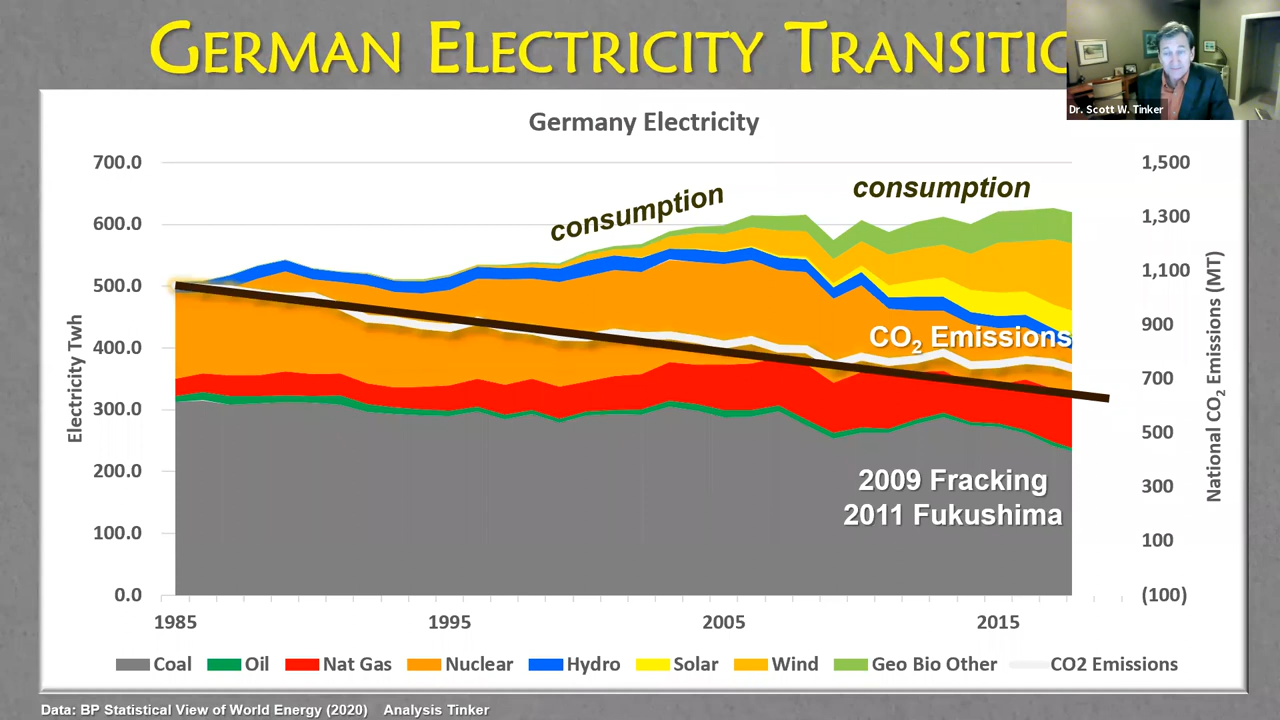 GERMAN ELECTRICITY
Dr. Scott W. Tinker
Germany Electricity
700.0
600.0
500.0
400.0
300.0
200.0
100.0
0.0
Electricity Twh
1,500
1,300
1,100
900
700
500
300
100
(100)
National CO2 Emissions (MT)
consumption
consumption
CO2 Emissions
2009 Fracking
2011 Fukushima
1985 1995 2005 2015
Coal Oil Nat Gas Nuclear Hydro Solar Wind Geo Bio Other CO2 Emissions
Data: BP Statistical View of World Energy (2020) Analysis Tinker